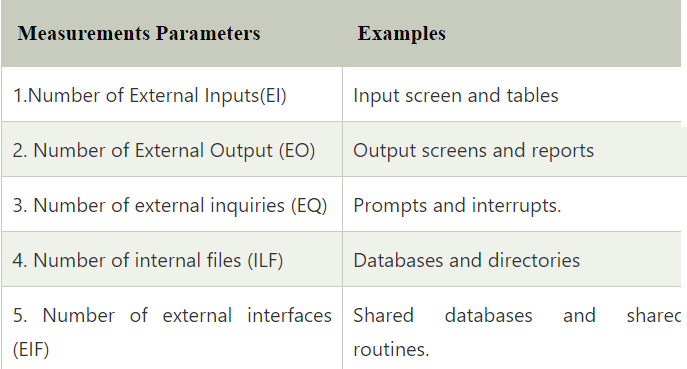 Measurements Parameters Examples
1.Number of External Inputs(EI) Input screen and tables
2. Number of External Output (EO) Output screens and reports
3. Number of external inquiries (EQ) Prompts and interrupts.
4. Number of internal files (ILF) Databases and directories
5. Number of external interfaces Shared databases and shared
(EIF) routines.